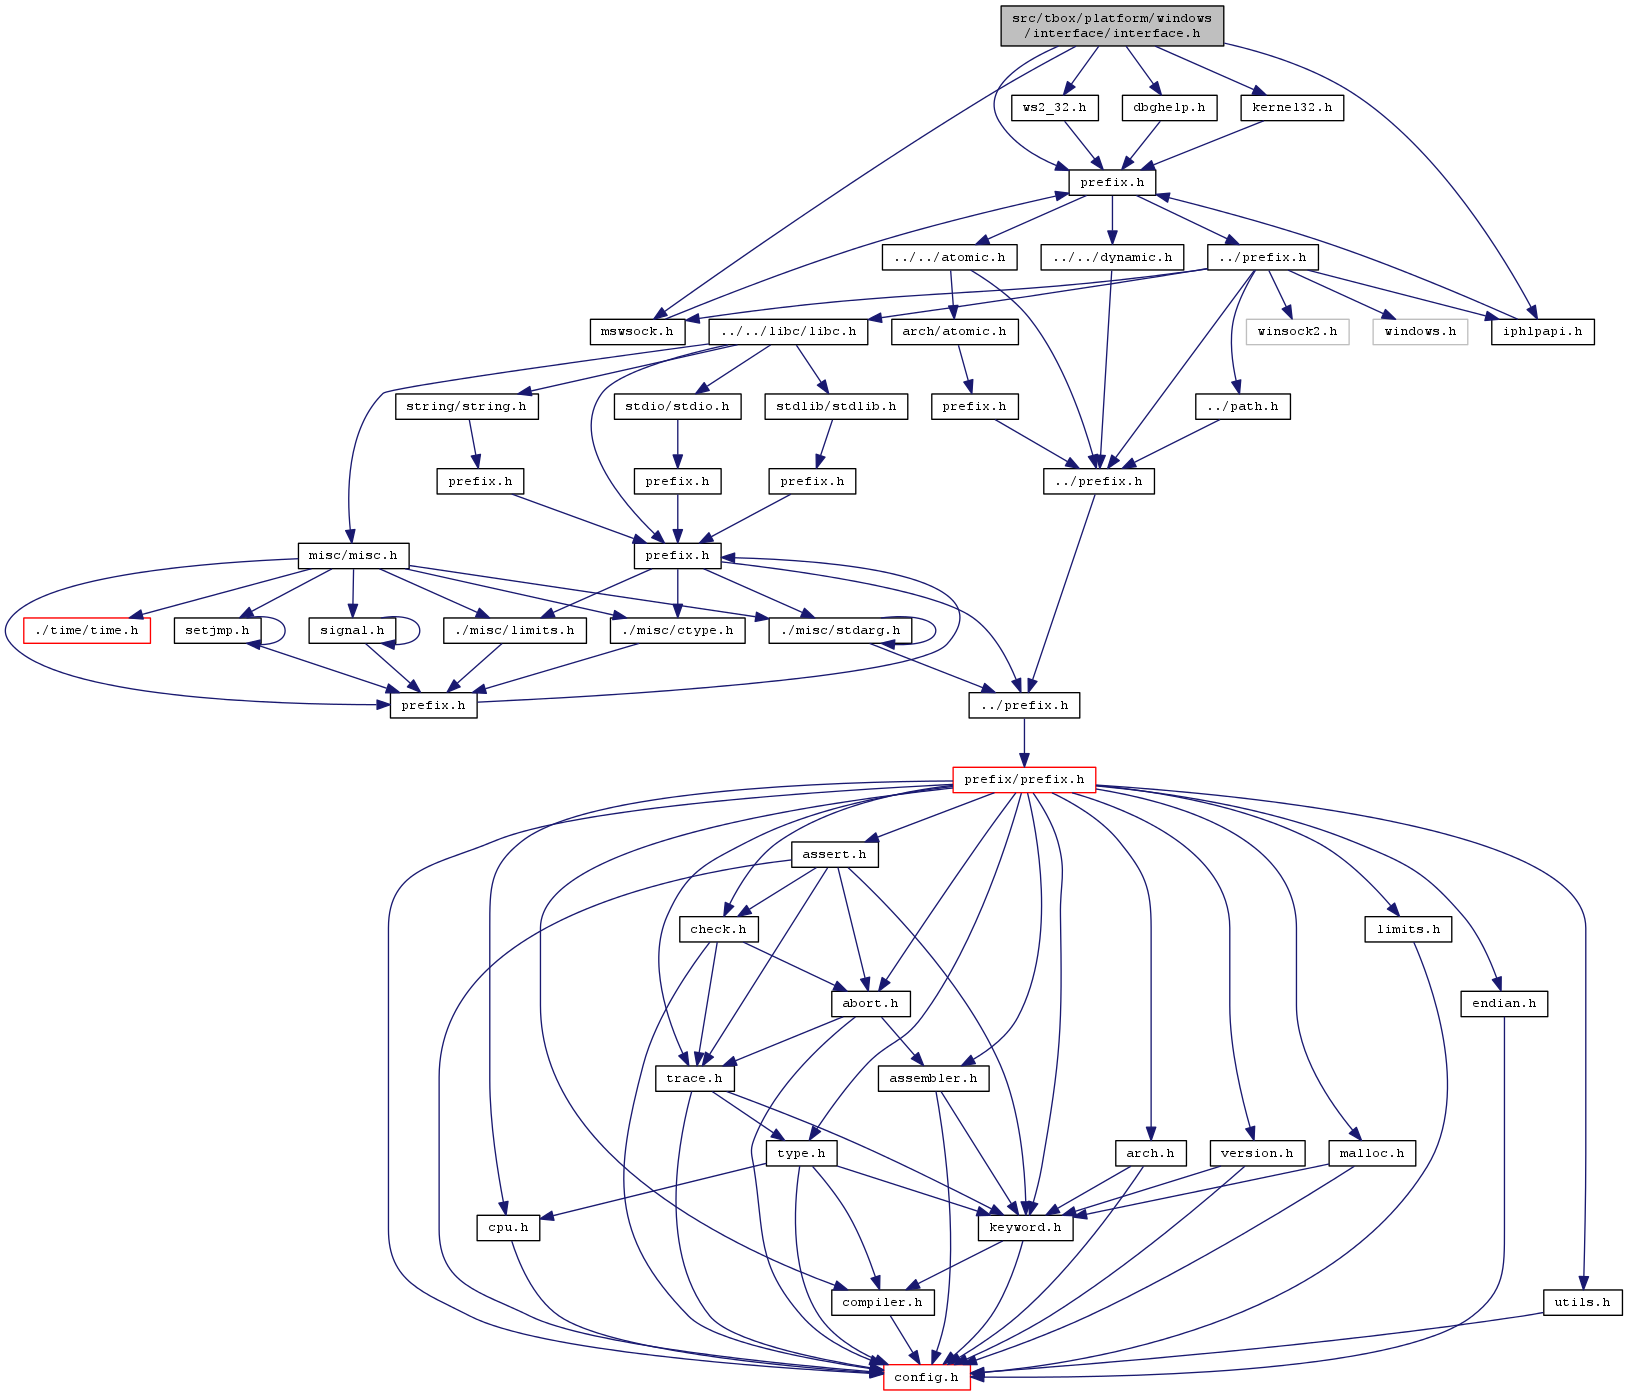 src/tbox/platform/windows
/interface/interface.h
ws2_32.h
dbghelp.h
kernel32.h
prefix.h
../../atomic.h
../../dynamic.h
../prefix.h
mswsock.h
../../libc/libc.h
arch/atomic.h
winsock2.h
windows.h
iphlpapi.h
string/string.h
stdio/stdio.h
stdlib/stdlib.h
prefix.h
../path.h
prefix.h
prefix.h
prefix.h
../prefix.h
misc/misc.h
prefix.h
./time/time.h
setjmp.h
signal.h
./misc/limits.h
./misc/ctype.h
./misc/stdarg.h
prefix.h
../prefix.h
prefix/prefix.h
assert.h
check.h
limits.h
abort.h
endian.h
trace.h
assembler.h
type.h
arch.h
version.h
malloc.h
cpu.h
keyword.h
compiler.h
utils.h
config.h